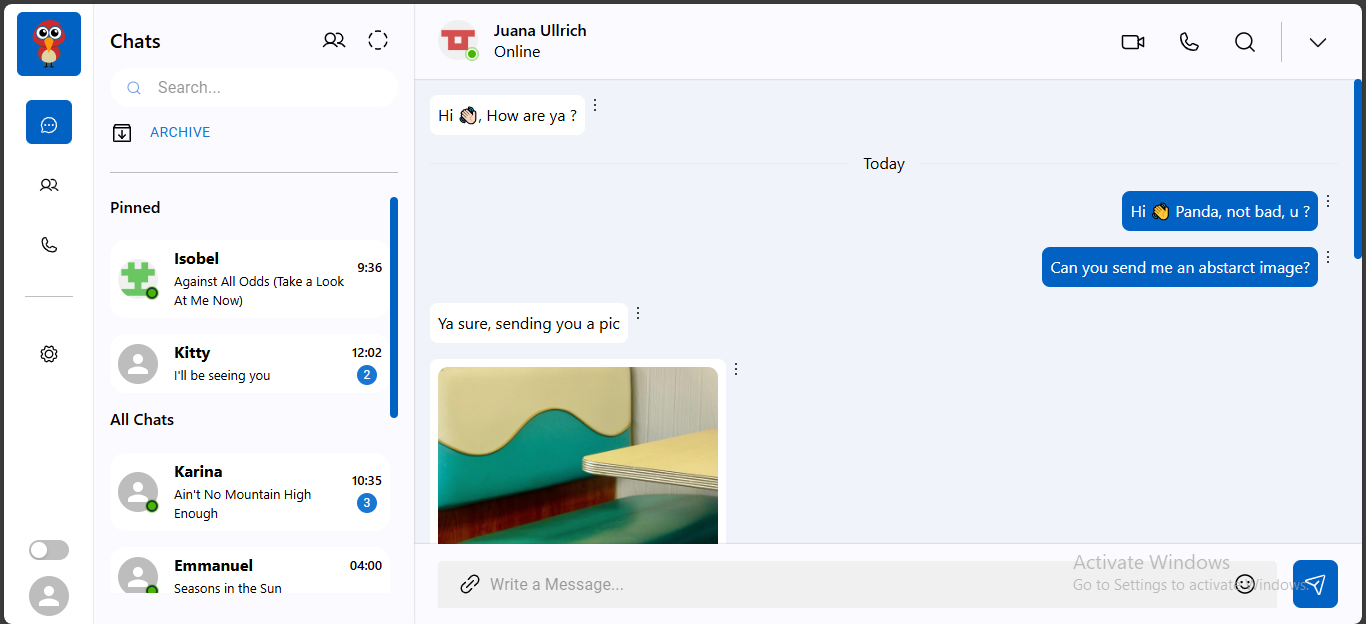 Chats
Search...
ARCHIVE
Pinned
Isobel
9:36
Against All Odds (Take a Look
At Me Now)
Kitty
12:02
I'll be seeing you
2
All Chats
Karina
10:35
Ain't No Mountain High
Enough
3
Emmanuel
04:00
Seasons in the Sun
Juana Ullrich
Online
Hi 👋🏻, How are ya ?
Today
Hi 👋 Panda, not bad, u ?
Can you send me an abstarct image?
Ya sure, sending you a pic
Write a Message...
Activate Windows
Go to Settings to activate Windows.